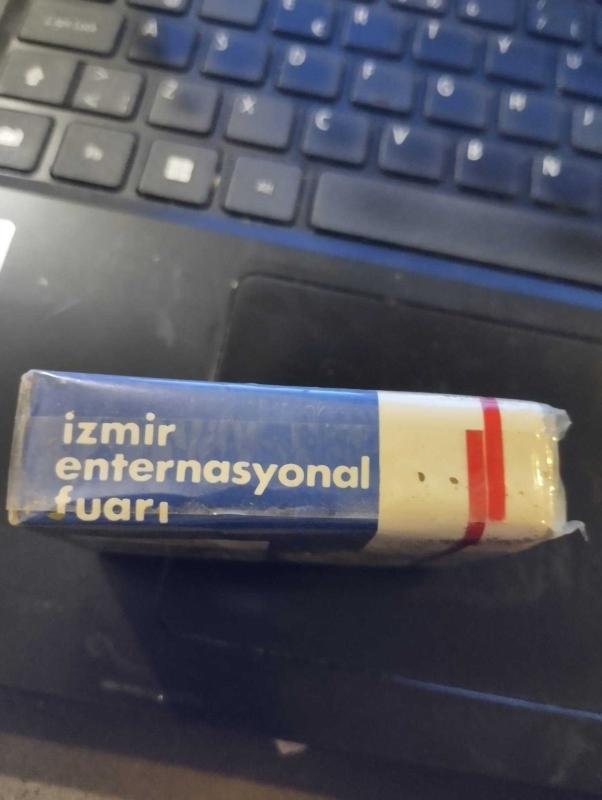 A S D F G H
Z X C V B N
izmir
enternasyonal
fuarı